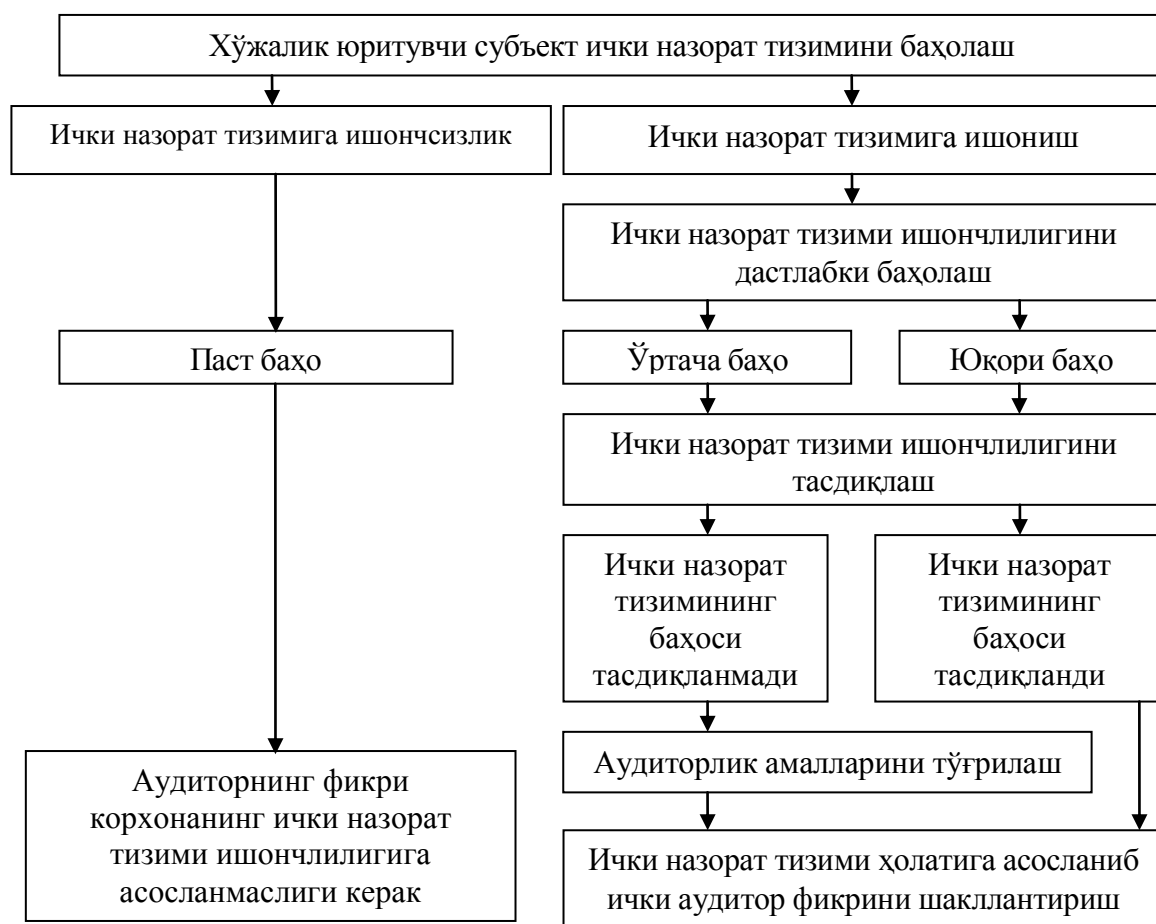 Хўжалик юритувчи субъект ички назорат тизимини баҳолаш
Ички назорат тизимига ишончсизлик
Ички назорат тизимига ишониш
Ички назорат тизими ишончлилигини
дастлабки баҳолаш
Паст баҳо
Ўртача баҳо
Юқори баҳо
Ички назорат тизими ишончлилигини
тасдиқлаш
Ички назорат
тизимининг
баҳоси
тасдиқланмади
Ички назорат
тизимининг
баҳоси
тасдиқланди
Аудиторлик амалларини тўғрилаш
Аудиторнинг фикри
корхонанинг ички назорат
тизими ишончлилигига
асосланмаслиги керак
Ички назорат тизими ҳолатига асосланиб
ички аудитор фикрини шакллантириш